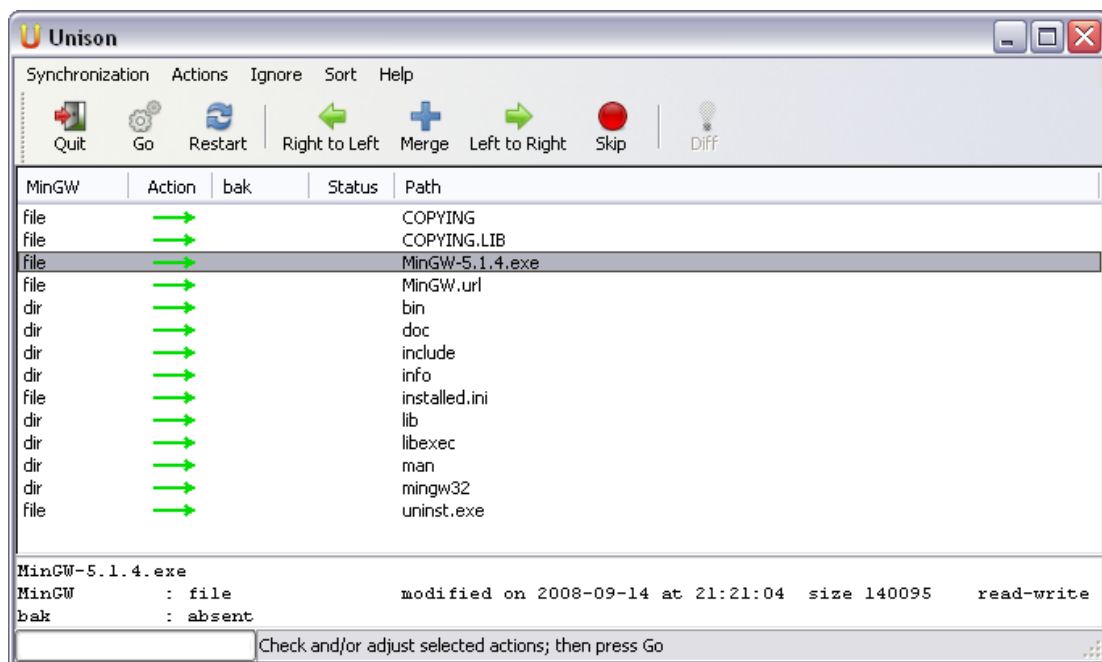 Unison
Synchronization Actions Ignore Sort Help
Quit Go Restart Right to Left Merge Left to Right Skip Diff
MinGW Action bak Status Path
file COPYING
file COPYING.LIB
file MinGW-5.1.4.exe
file MinGW.url
dir bin
dir doc
dir include
dir info
file installed.ini
dir lib
dir libexec
dir man
dir mingw32
file uninst.exe
MinGW-5.1.4.exe
MinGW : file modified on 2008-09-14 at 21:21:04 size 140095 read-write
bak : absent
Check and/or adjust selected actions; then press Go